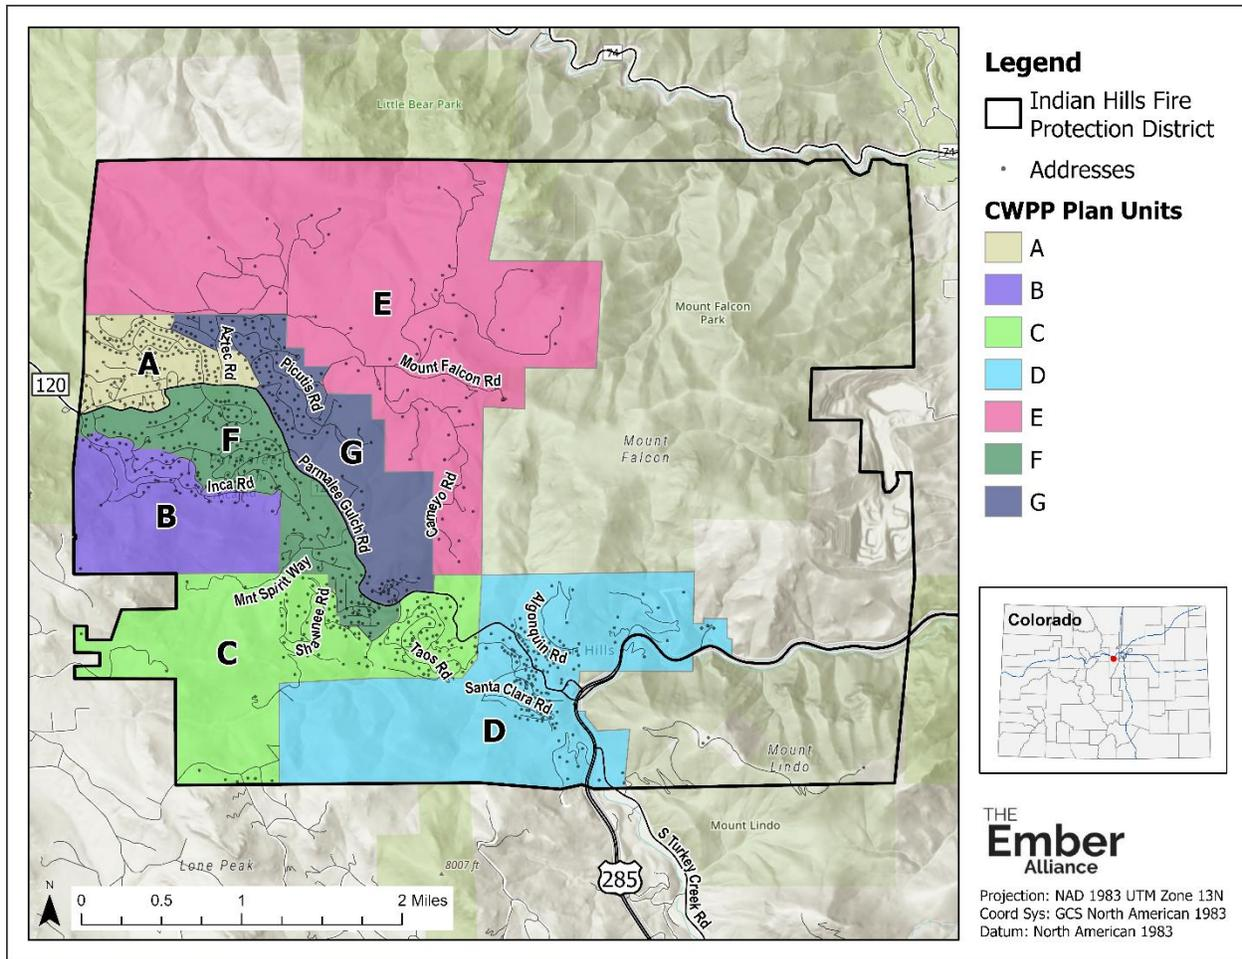 74
Little Bear Park
74
E
Mount Falcon
Park
A
Aztec Rd
Picutis Rd
Mount Falcon Rd
120
F
G
Mount
Falcon
Inca Rd
Parmalee Gulch Rd
Cameyo Rd
B
Mnt Spirit Way
Shawnee Rd
Algonquin Rd
Hills
C
Taos Rd
Santa Clara Rd
D
Mount
Lindo
Mount Lindo
S Turkey Creek Rd
Lone Peak
8007 ft
285
N
0 0.5 1 2 Miles
Legend
Indian Hills Fire
Protection District
Addresses
CWPP Plan Units
A
B
C
D
E
F
G
Colorado
THE
Ember
Alliance
Projection: NAD 1983 UTM Zone 13N
Coord Sys: GCS North American 1983
Datum: North American 1983